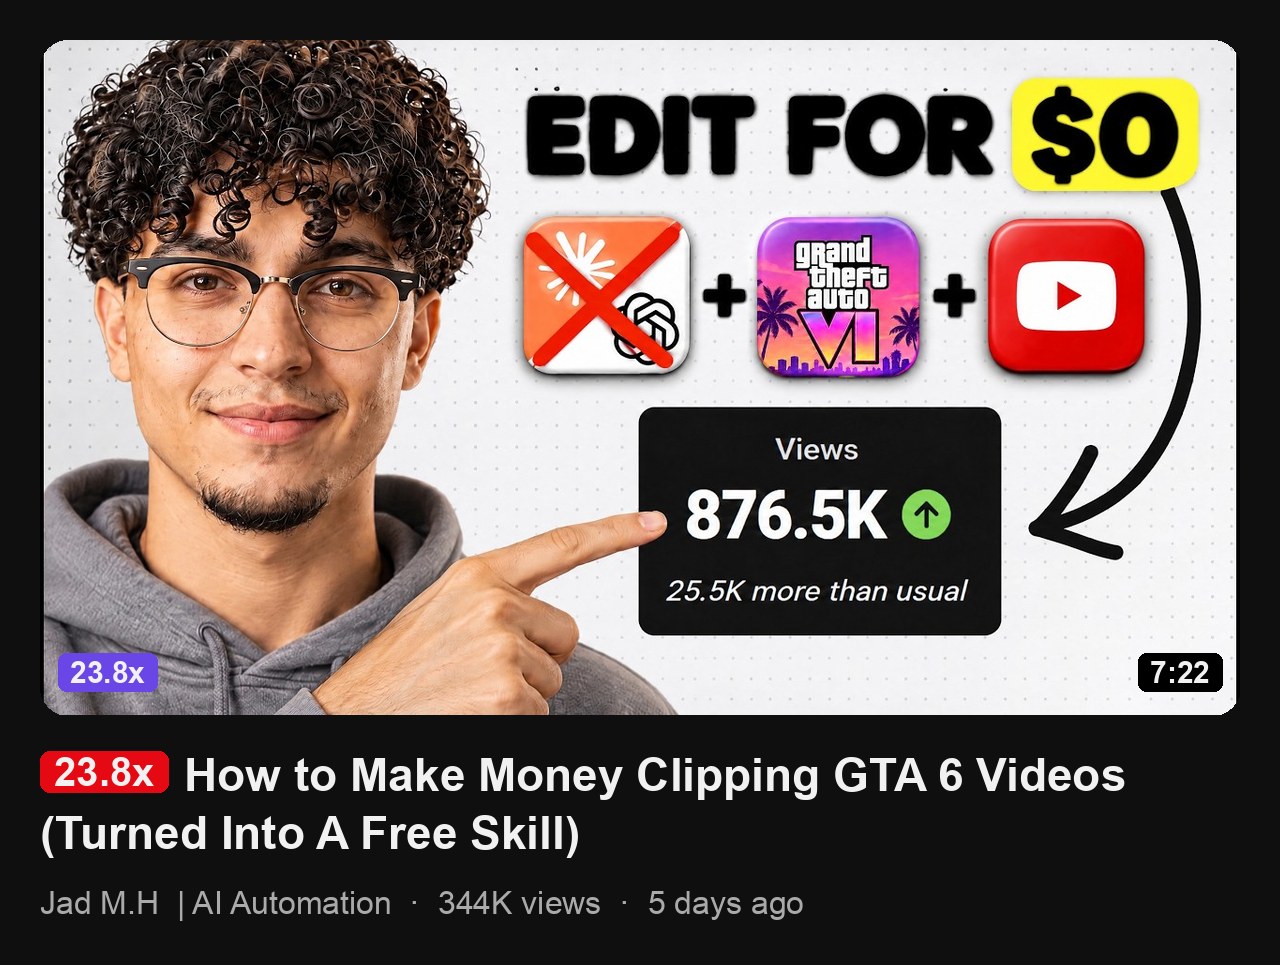 EDIT FOR $0
grand
theft
auto
VI
Views
876.5K
25.5K more than usual
23.8x
7:22
23.8x How to Make Money Clipping GTA 6 Videos
(Turned Into A Free Skill)
Jad M.H | AI Automation · 344K views · 5 days ago